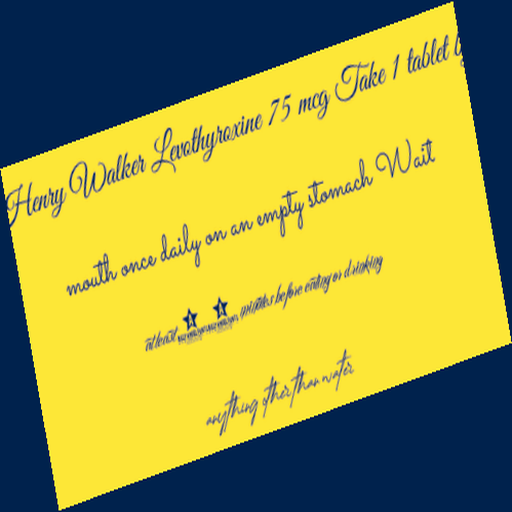 Henry Walker Levothyroxine 75 mcg Take 1 tablet
mouth once daily on an empty stomach Wait
at least minutes before eating or drinking
anything other than water